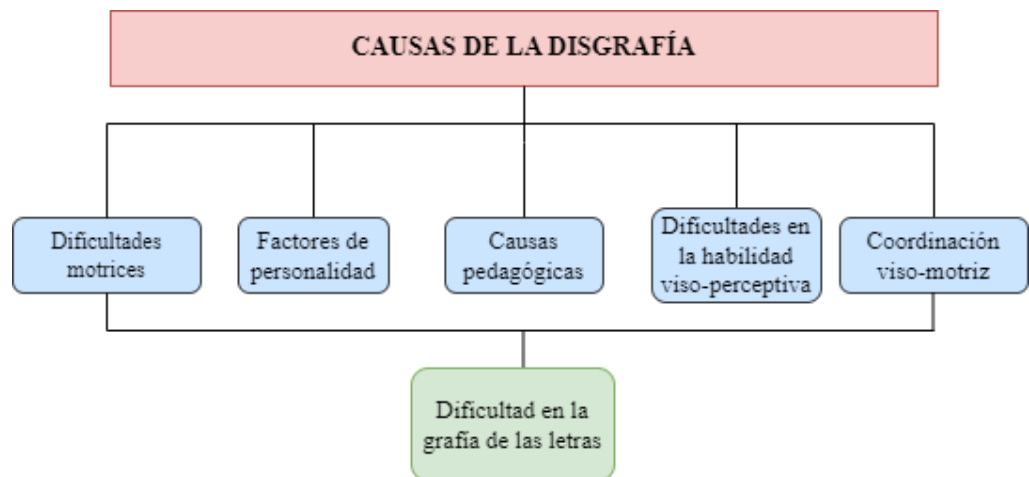 CAUSAS DE LA DISGRAFÍA
Dificultades
motrices
Factores de
personalidad
Causas
pedagógicas
Dificultades en
la habilidad
viso-perceptiva
Coordinación
viso-motriz
Dificultad en la
grafía de las letras